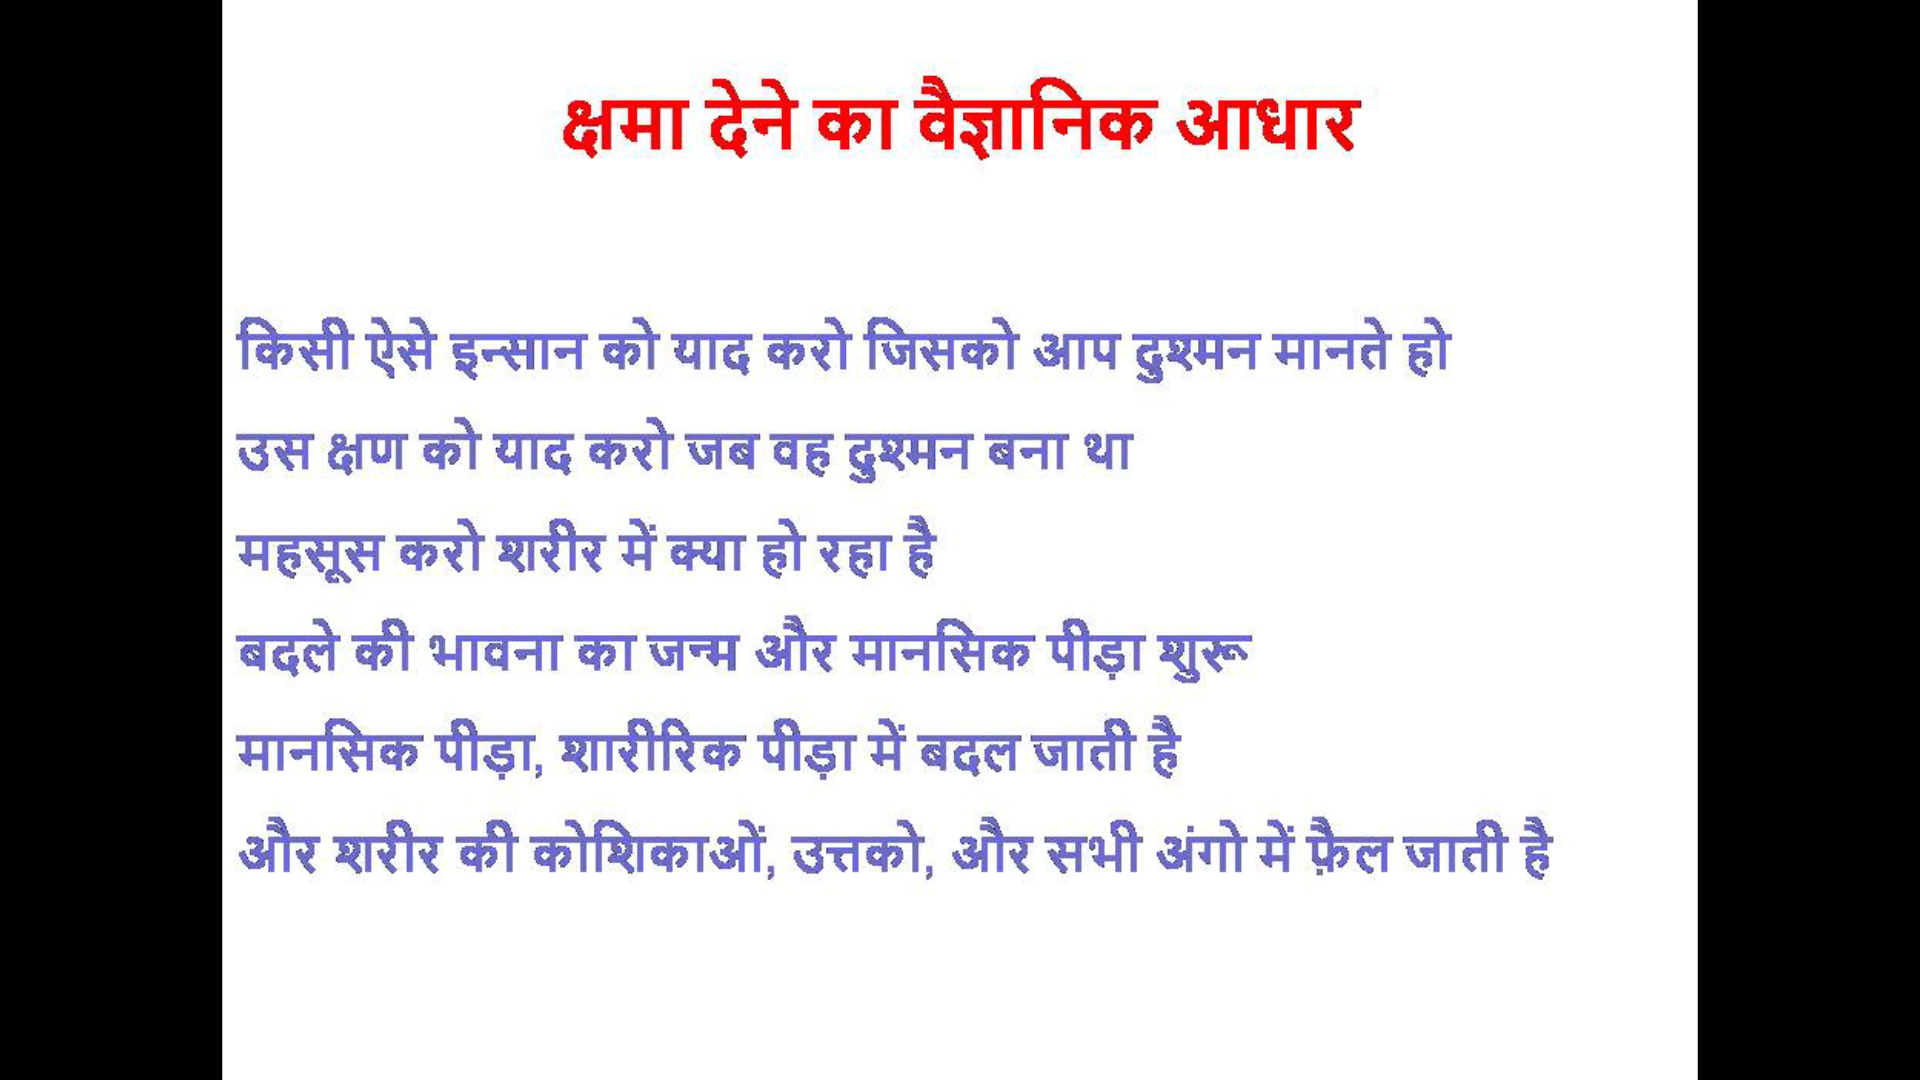 क्षमा देने का वैज्ञानिक आधार
किसी ऐसे इन्सान को याद करो जिसको आप दुश्मन मानते हो
उस क्षण को याद करो जब वह दुश्मन बना था
महसूस करो शरीर में क्या हो रहा है
बदले की भावना का जन्म और मानसिक पीड़ा शुरू
मानसिक पीड़ा, शारीरिक पीड़ा में बदल जाती है
और शरीर की कोशिकाओं, उत्तको, और सभी अंगो में फ़ैल जाती है